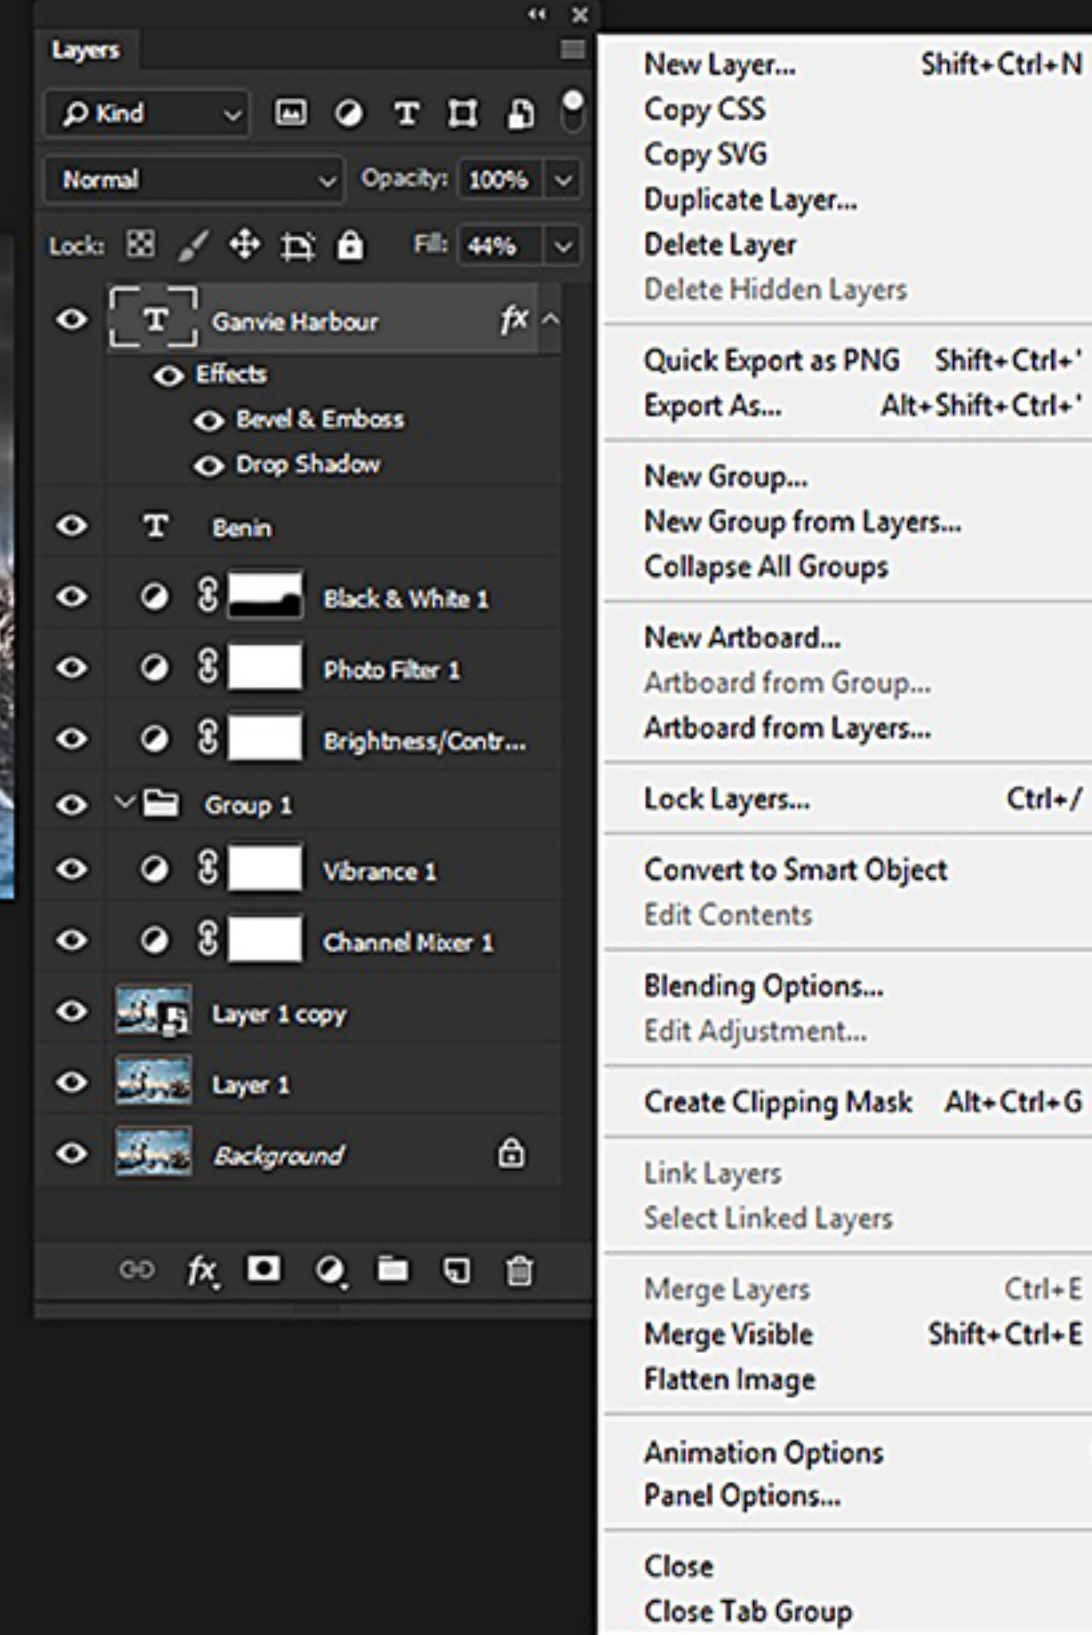 Layers
Kind
Normal
Opacity: 100%
Lock:
Fill: 44%
T Ganvie Harbour fx
Effects
Bevel & Emboss
Drop Shadow
T Benin
Black & White 1
Photo Filter 1
Brightness/Contr...
Group 1
Vibrance 1
Channel Mixer 1
Layer 1 copy
Layer 1
Background
fx
New Layer... Shift+Ctrl+N
Copy CSS
Copy SVG
Duplicate Layer...
Delete Layer
Delete Hidden Layers
Quick Export as PNG Shift+Ctrl+'
Export As... Alt+Shift+Ctrl+'
New Group...
New Group from Layers...
Collapse All Groups
New Artboard...
Artboard from Group...
Artboard from Layers...
Lock Layers... Ctrl+/
Convert to Smart Object
Edit Contents
Blending Options...
Edit Adjustment...
Create Clipping Mask Alt+Ctrl+G
Link Layers
Select Linked Layers
Merge Layers Ctrl+E
Merge Visible Shift+Ctrl+E
Flatten Image
Animation Options
Panel Options...
Close
Close Tab Group